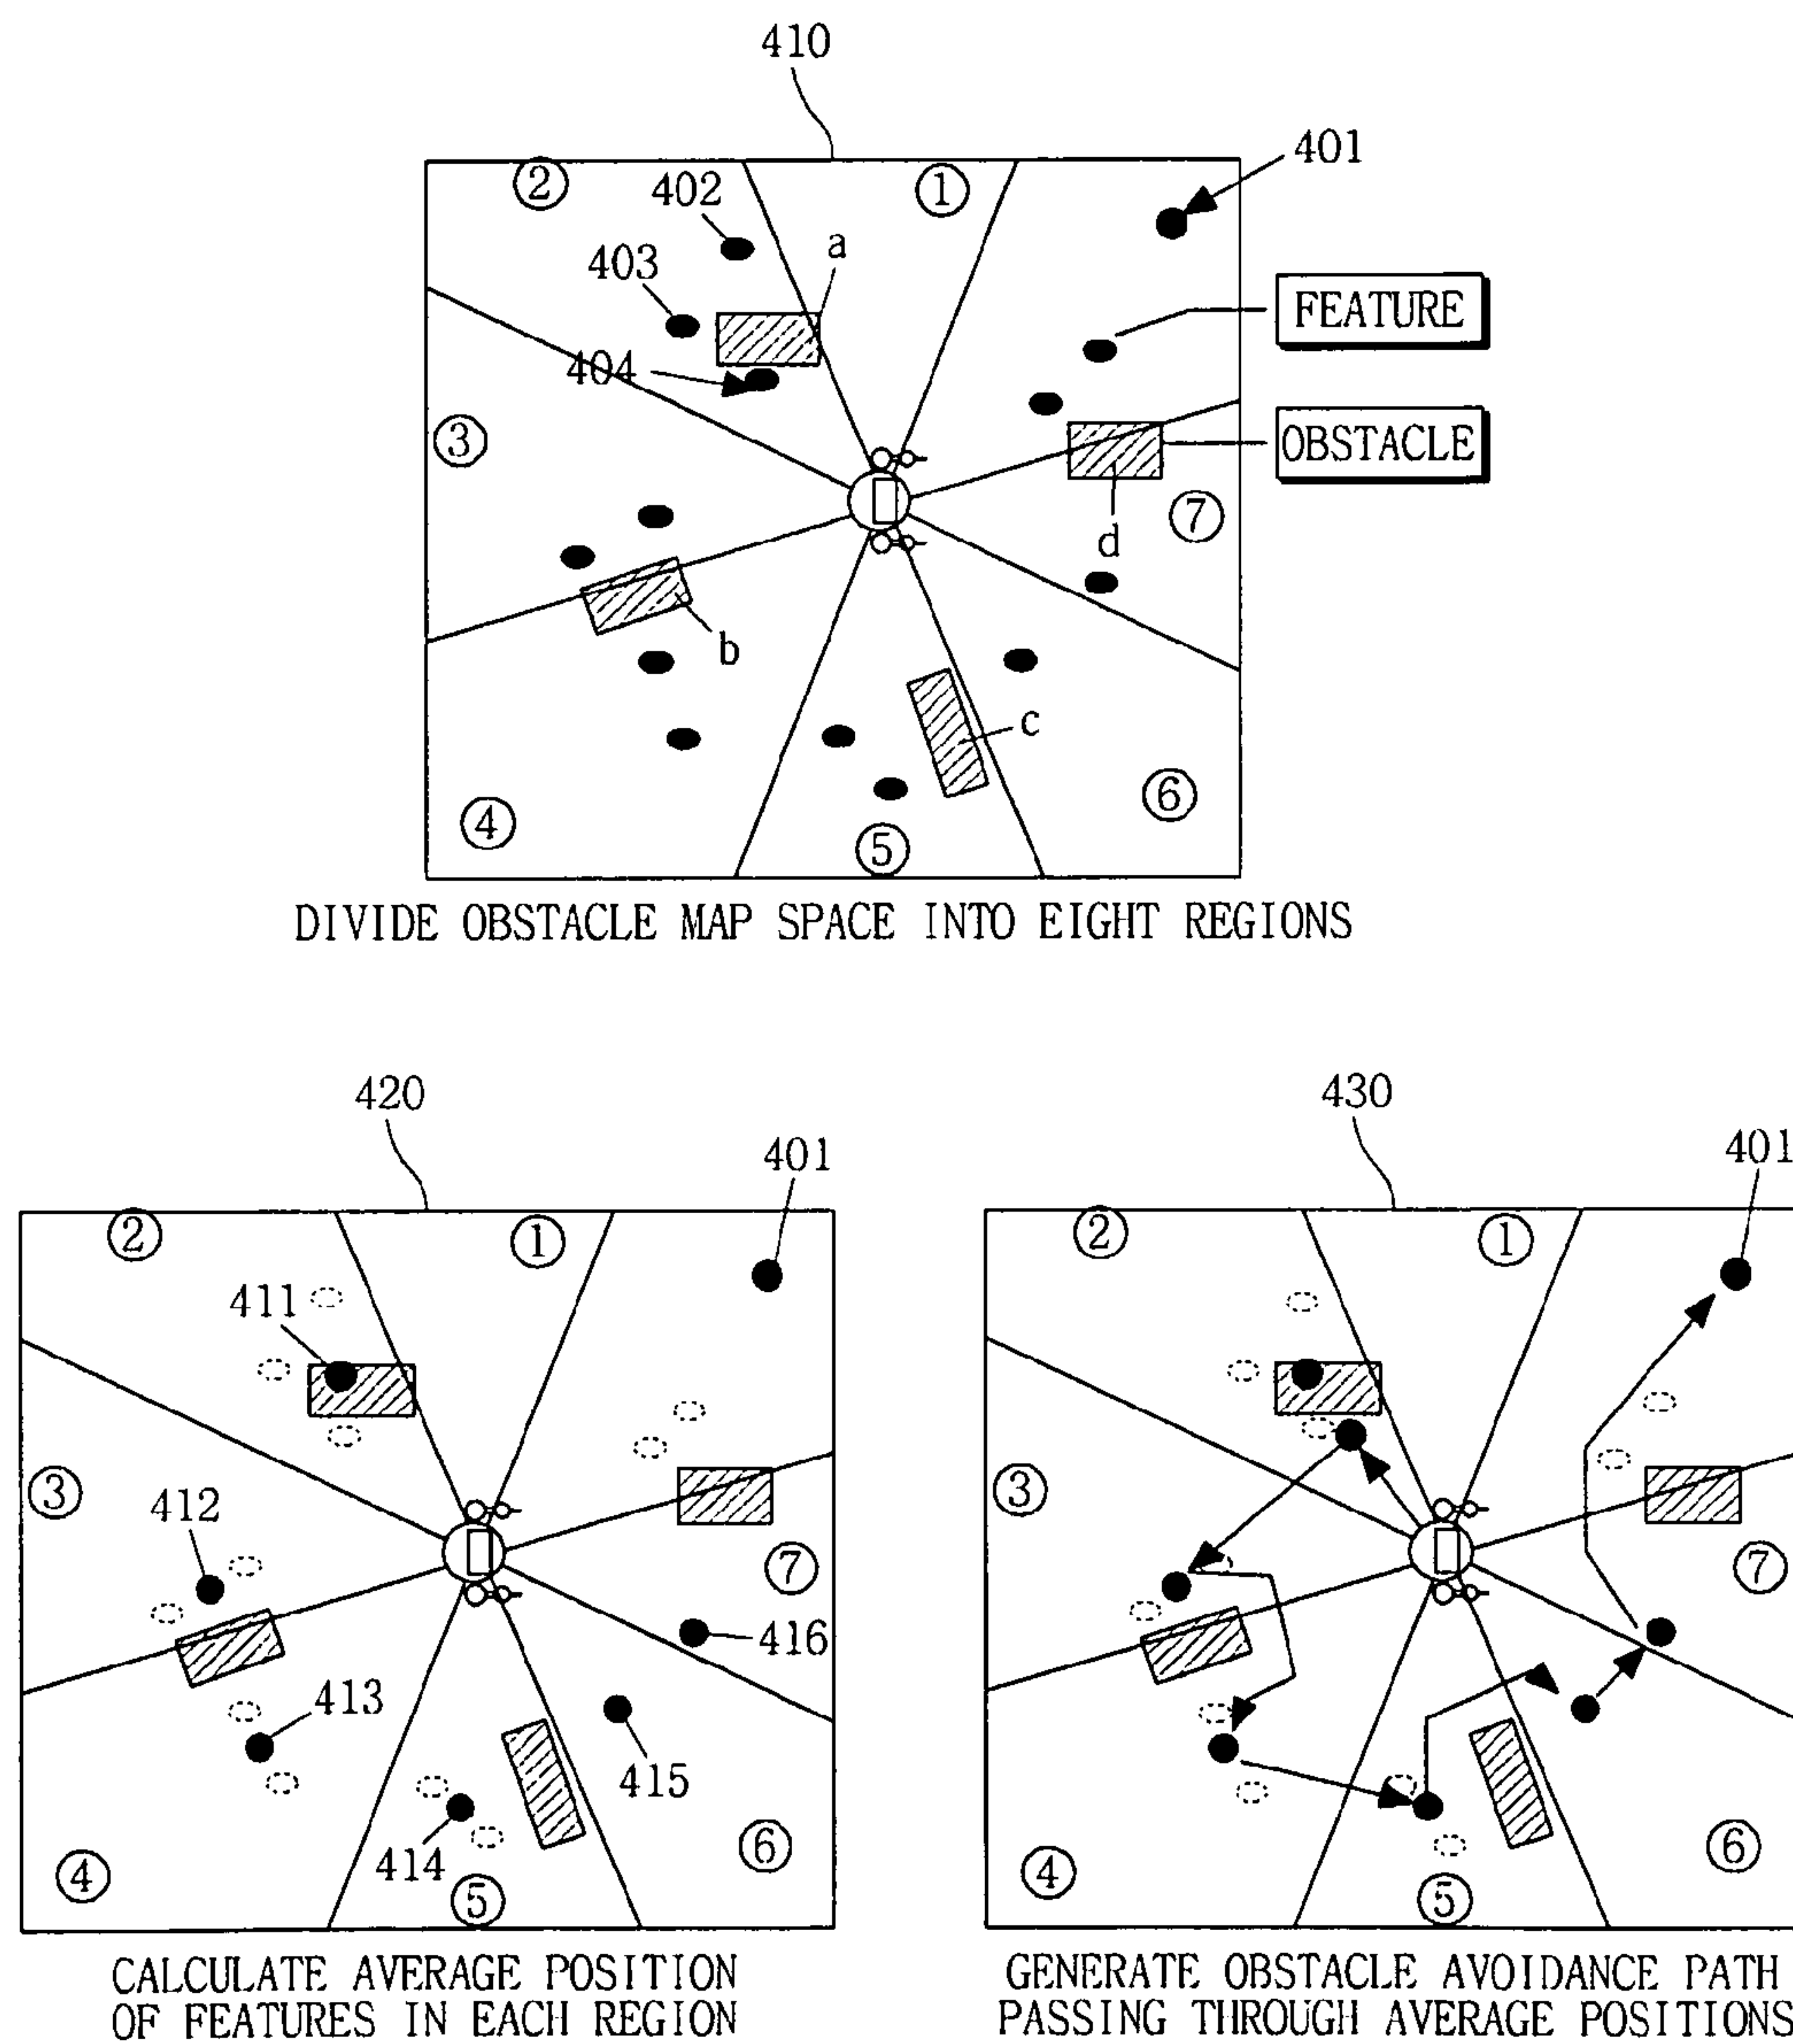 410
401
② 402 ①
a
403
FEATURE
404
③ OBSTACLE
⑦
d
b
c
⑥
④
⑤
DIVIDE OBSTACLE MAP SPACE INTO EIGHT REGIONS
420
401
② ①
411
③
412
⑦
416
413
415
⑥
414
④
⑤
CALCULATE AVERAGE POSITION
OF FEATURES IN EACH REGION
430
401
② ①
③
⑦
⑥
④
⑤
GENERATE OBSTACLE AVOIDANCE PATH
PASSING THROUGH AVERAGE POSITIONS